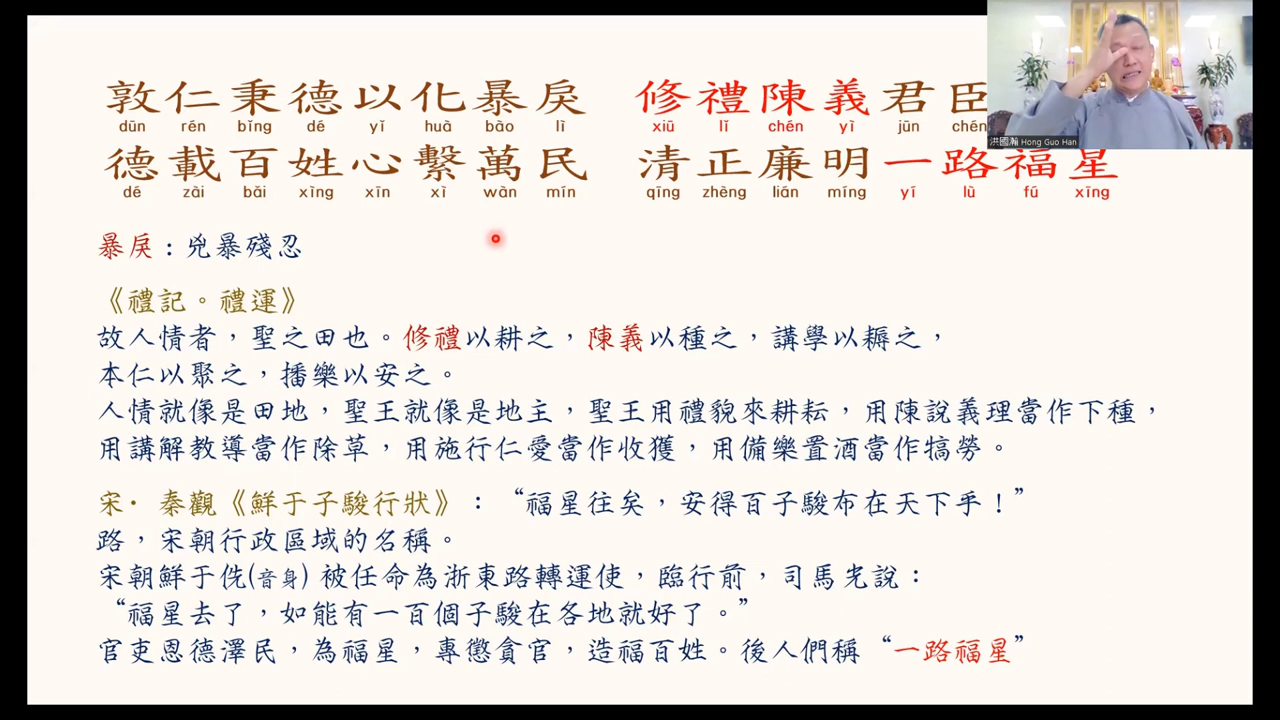 敦仁秉德以化暴戾 修禮陳義君臣
dūn rén bǐng dé yǐ huà bào lì xiū lǐ chén yì jūn chén
德載百姓心繫萬民 清正廉明一路福星
dé zài bǎi xìng xīn xì wàn mín qīng zhèng lián míng yí lù fú xīng
洪國瀚 Hong Guo Han
暴戾：兇暴殘忍
《禮記。禮運》
故人情者，聖之田也。修禮以耕之，陳義以種之，講學以耨之，
本仁以聚之，播樂以安之。
人情就像是田地，聖王就像是地主，聖王用禮貌來耕耘，用陳說義理當作下種，
用講解教導當作除草，用施行仁愛當作收獲，用備樂置酒當作犒勞。
宋·秦觀《鮮于子駿行狀》：“福星往矣，安得百子駿布在天下乎！”
路，宋朝行政區域的名稱。
宋朝鮮于侁(音身) 被任命為浙東路轉運使，臨行前，司馬光說：
“福星去了，如能有一百個子駿在各地就好了。”
官吏恩德澤民，為福星，專懲貪官，造福百姓。後人們稱“一路福星”